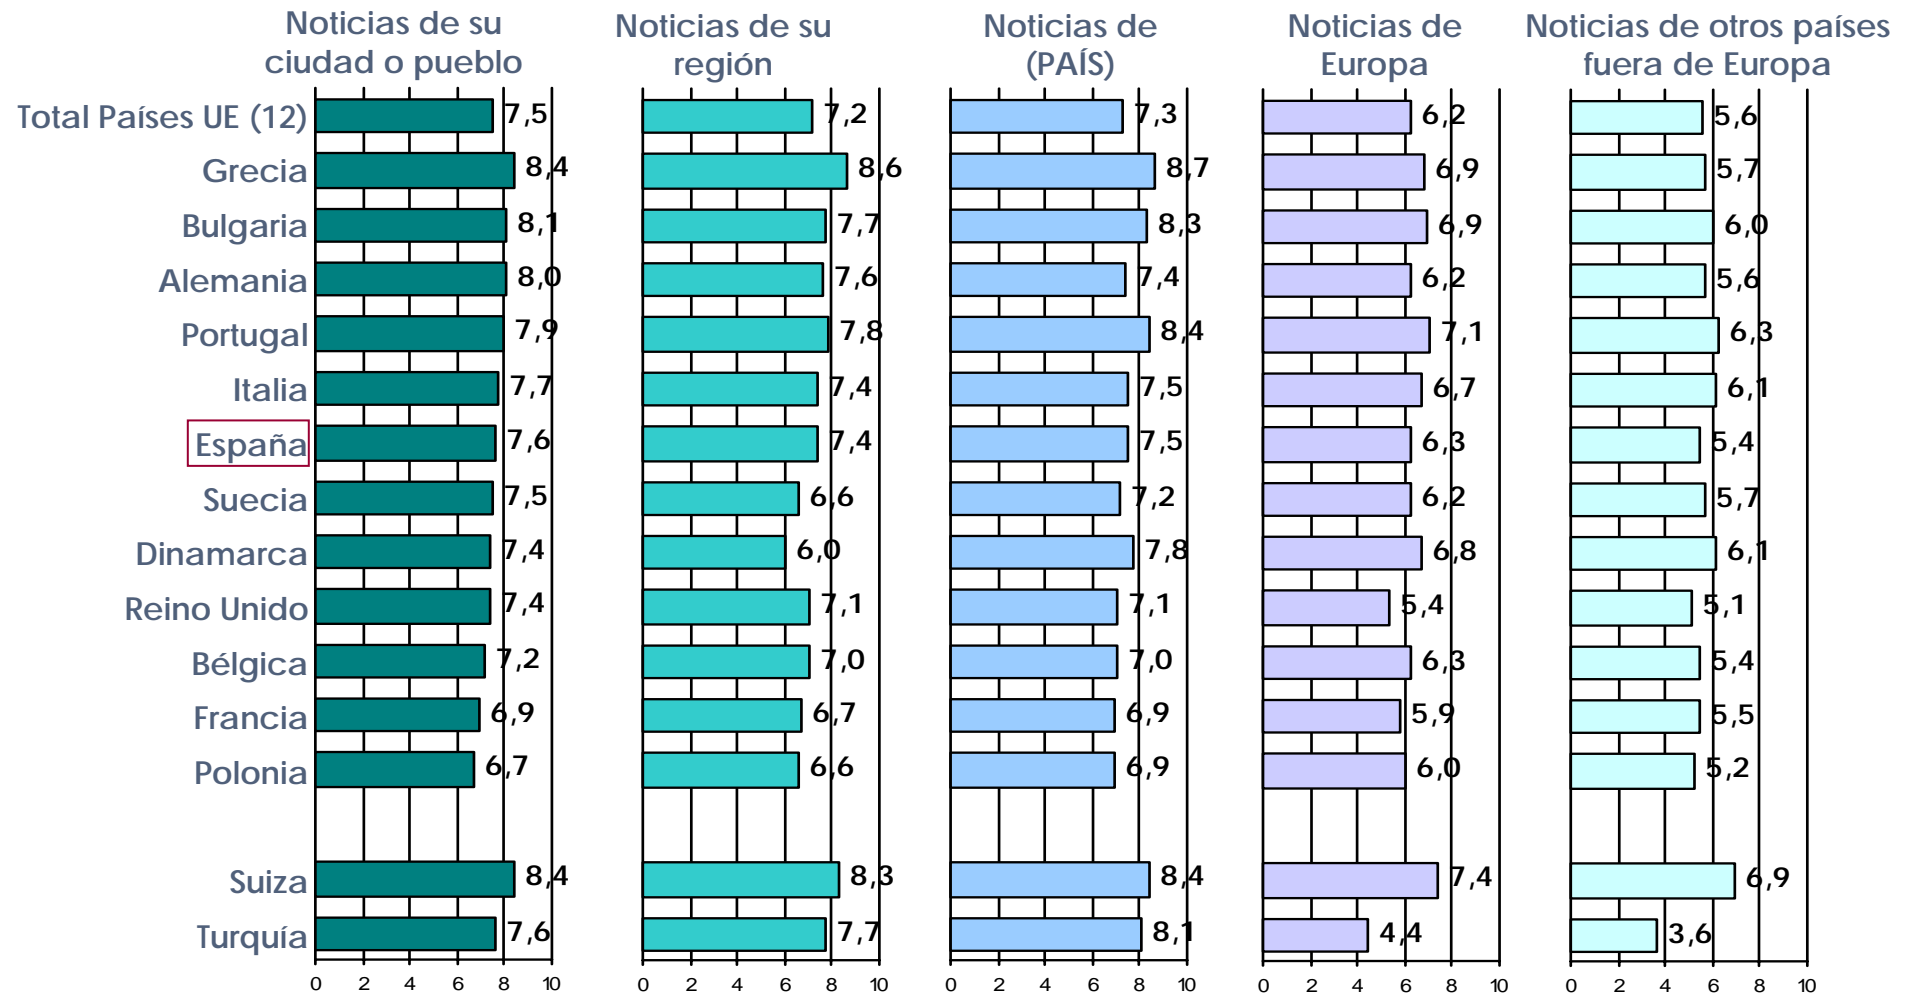 Noticias de su
ciudad o pueblo
Noticias de su
región
Noticias de
(PAÍS)
Noticias de
Europa
Noticias de otros países
fuera de Europa
Total Países UE (12) 7,5 7,2 7,3 6,2 5,6
Grecia 8,4 8,6 8,7 6,9 5,7
Bulgaria 8,1 7,7 8,3 6,9 6,0
Alemania 8,0 7,6 7,4 6,2 5,6
Portugal 7,9 7,8 8,4 7,1 6,3
Italia 7,7 7,4 7,5 6,7 6,1
España 7,6 7,4 7,5 6,3 5,4
Suecia 7,5 6,6 7,2 6,2 5,7
Dinamarca 7,4 6,0 7,8 6,8 6,1
Reino Unido 7,4 7,1 7,1 5,4 5,1
Bélgica 7,2 7,0 7,0 6,3 5,4
Francia 6,9 6,7 6,9 5,9 5,5
Polonia 6,7 6,6 6,9 6,0 5,2
Suiza 8,4 8,3 8,4 7,4 6,9
Turquía 7,6 7,7 8,1 4,4 3,6
0 2 4 6 8 10 0 2 4 6 8 10 0 2 4 6 8 10 0 2 4 6 8 10 0 2 4 6 8 10